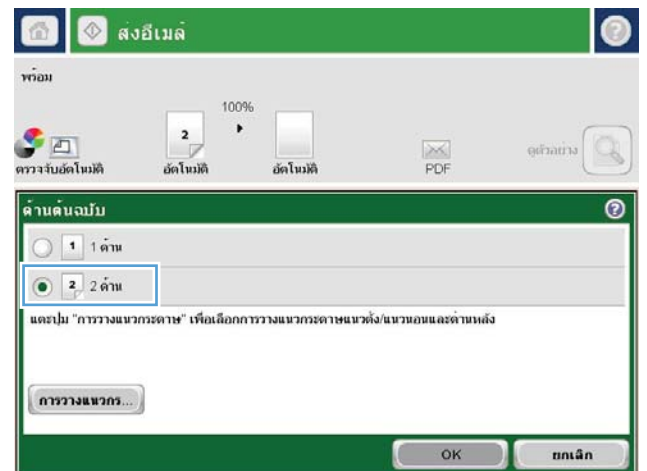 ส่งอีเมล์
พร้อม
100%
2
ตรวจจับอัตโนมัติ อัตโนมัติ อัตโนมัติ PDF ดูตัวอย่าง
ด้านต้นฉบับ
1 1 ด้าน
2 2 ด้าน
แตะปุ่ม "การวางแนวกระดาษ" เพื่อเลือกการวางแนวกระดาษแนวตั้ง/แนวนอนและด้านหลัง
การวางแนวกร...
OK ยกเลิก